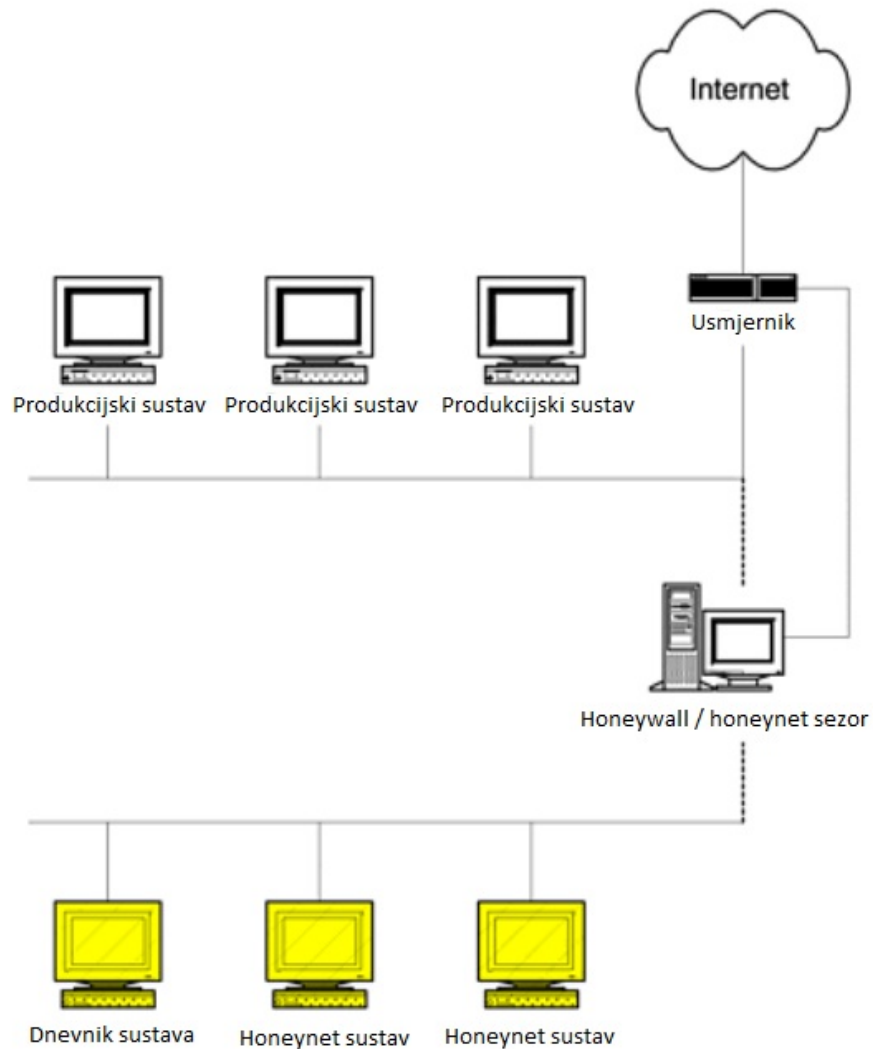 Internet
Usmjernik
Produkcijski sustav
Produkcijski sustav
Produkcijski sustav
Honeywall / honeynet sezor
Dnevnik sustava
Honeynet sustav
Honeynet sustav